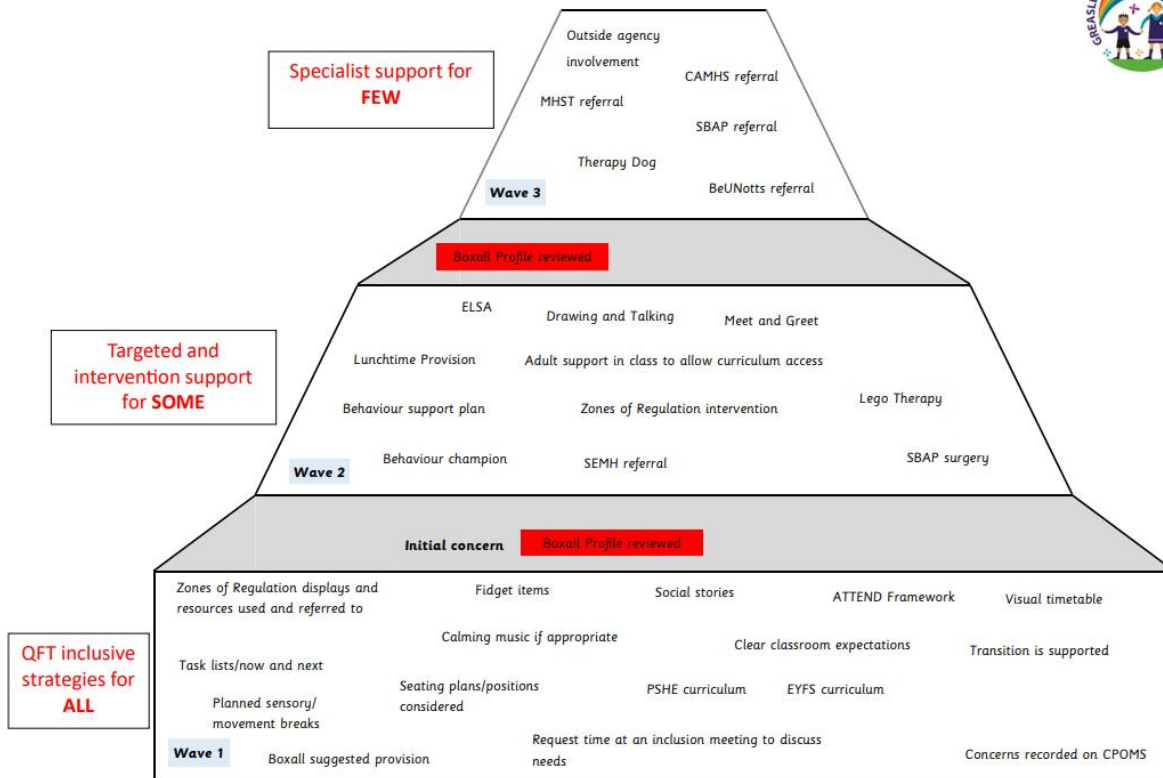 GREASLE
Specialist support for
FEW
Outside agency
involvement
CAMHS referral
MHST referral
SBAP referral
Therapy Dog
BeUNotts referral
Wave 3
Boxall Profile reviewed
Targeted and
intervention support
for SOME
ELSA
Drawing and Talking
Meet and Greet
Lunchtime Provision
Adult support in class to allow curriculum access
Behaviour support plan
Zones of Regulation intervention
Lego Therapy
Behaviour champion
SEMH referral
SBAP surgery
Wave 2
Initial concern
Boxall Profile reviewed
QFT inclusive
strategies for
ALL
Zones of Regulation displays and
resources used and referred to
Fidget items
Social stories
ATTEND Framework
Visual timetable
Calming music if appropriate
Clear classroom expectations
Transition is supported
Task lists/now and next
Seating plans/positions
considered
PSHE curriculum
EYFS curriculum
Planned sensory/
movement breaks
Wave 1
Boxall suggested provision
Request time at an inclusion meeting to discuss
needs
Concerns recorded on CPOMS